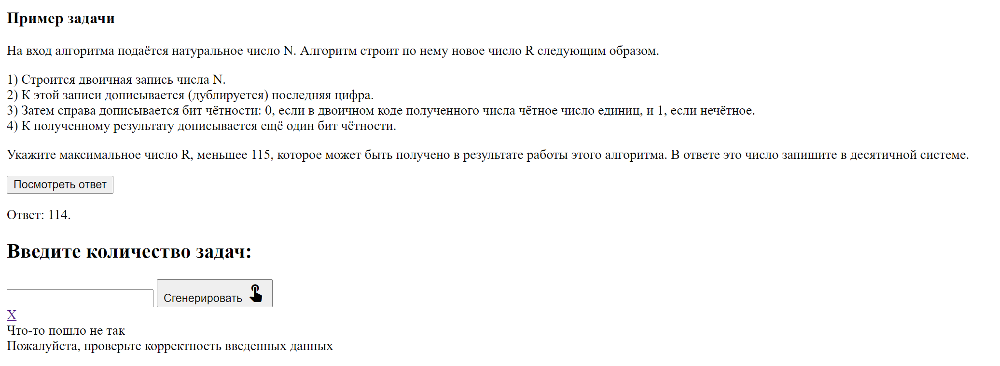 Пример задачи
На вход алгоритма подаётся натуральное число N. Алгоритм строит по нему новое число R следующим образом.
1) Строится двоичная запись числа N.
2) К этой записи дописывается (дублируется) последняя цифра.
3) Затем справа дописывается бит чётности: 0, если в двоичном коде полученного числа чётное число единиц, и 1, если нечётное.
4) К полученному результату дописывается ещё один бит чётности.
Укажите максимальное число R, меньшее 115, которое может быть получено в результате работы этого алгоритма. В ответе это число запишите в десятичной системе.
Посмотреть ответ
Ответ: 114.
Введите количество задач:
Сгенерировать
X
Что-то пошло не так
Пожалуйста, проверьте корректность введенных данных